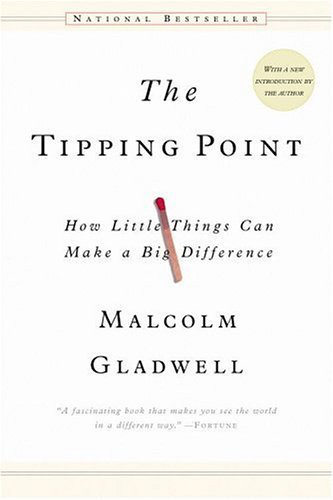 NATIONAL BESTSELLER
WITH A NEW
INTRODUCTION BY
THE AUTHOR
The
TIPPING POINT
How Little Things Can
Make a Big Difference
MALCOLM
GLADWELL
“A fascinating book that makes you see the world
in a different way.” —FORTUNE